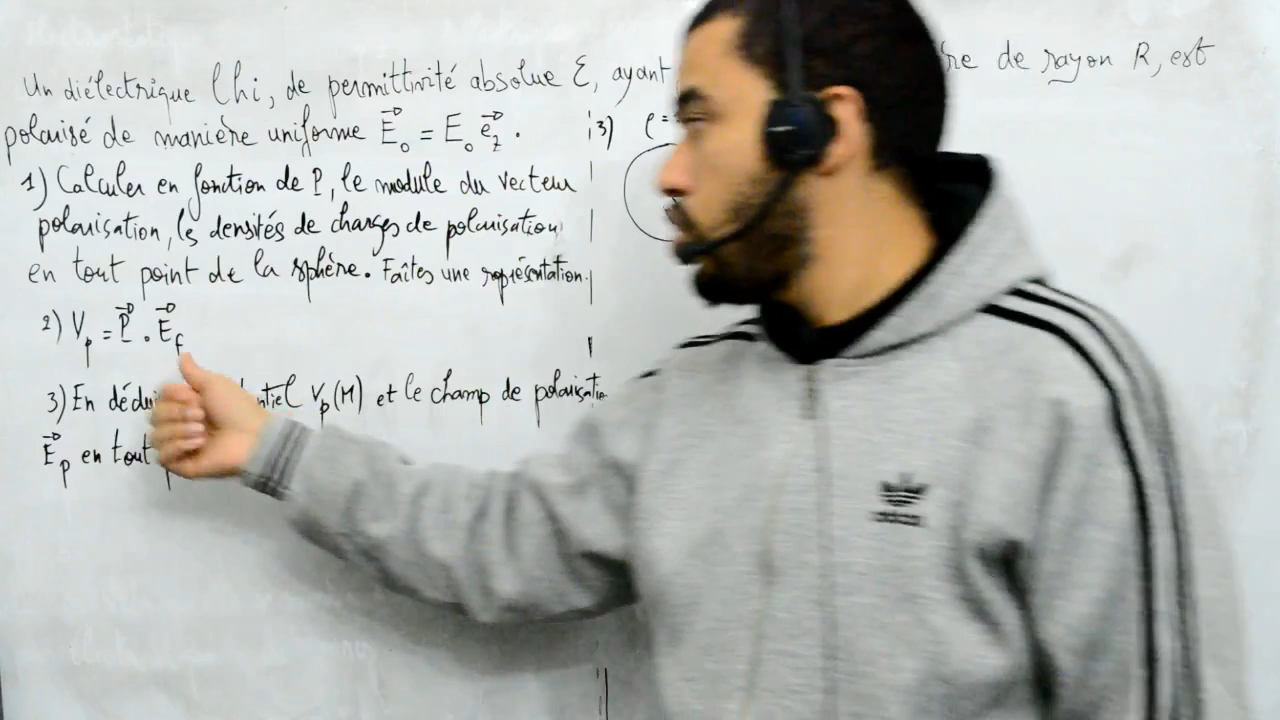 Un diélectrique lhi, de permittivité absolue ε, ayant re de rayon R, est
polarisé de manière uniforme E⃗₀ = E₀ e⃗z .
1) Calculer en fonction de P, le module du vecteur
polarisation, les densités de charges de polarisation
en tout point de la sphère. Faîtes une représentation.
2) Vp = P⃗ . E⃗f
3) En dédui ntiel Vp(M) et le champ de polarisatio
E⃗p en tout p
3) ρ =